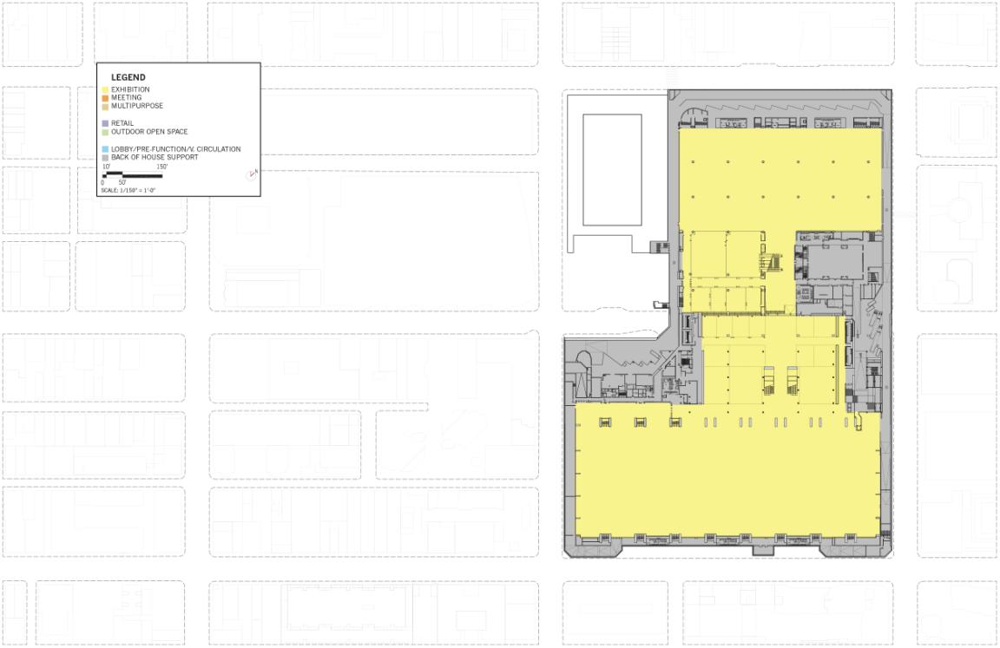 LEGEND
EXHIBITION
MEETING
MULTIPURPOSE
RETAIL
OUTDOOR OPEN SPACE
LOBBY/PRE-FUNCTION/V. CIRCULATION
BACK OF HOUSE SUPPORT
10' 150'
N
0 50'
SCALE: 1/150" = 1'-0"